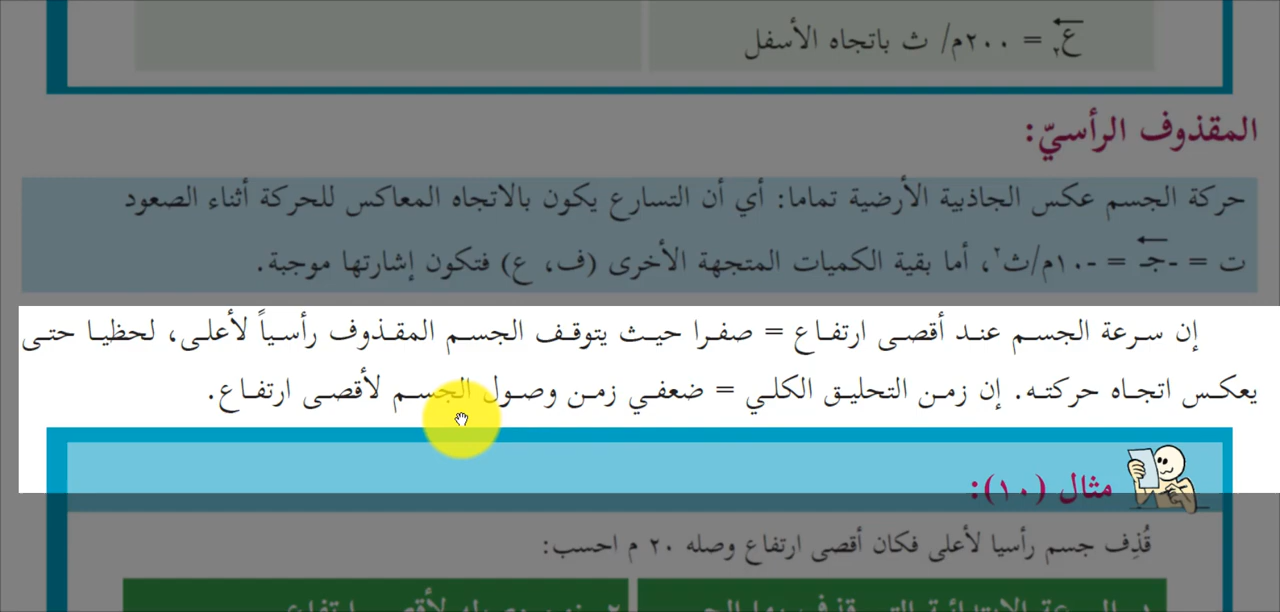 ع٢ = ٢٠٠م/ ث باتجاه الأسفل
المقذوف الرأسيّ:
حركة الجسم عكس الجاذبية الأرضية تماما: أي أن التسارع يكون بالاتجاه المعاكس للحركة أثناء الصعود
ت = -جـ = -١٠م/ث٢، أما بقية الكميات المتجهة الأخرى (ف، ع) فتكون إشارتها موجبة.
إن سرعة الجسم عند أقصى ارتفاع = صفرا حيث يتوقف الجسم المقذوف رأسياً لأعلى، لحظيا حتى
يعكس اتجاه حركته. إن زمن التحليق الكلي = ضعفي زمن وصول الجسم لأقصى ارتفاع.
مثال (١٠):
قُذِف جسم رأسيا لأعلى فكان أقصى ارتفاع وصله ٢٠ م احسب: